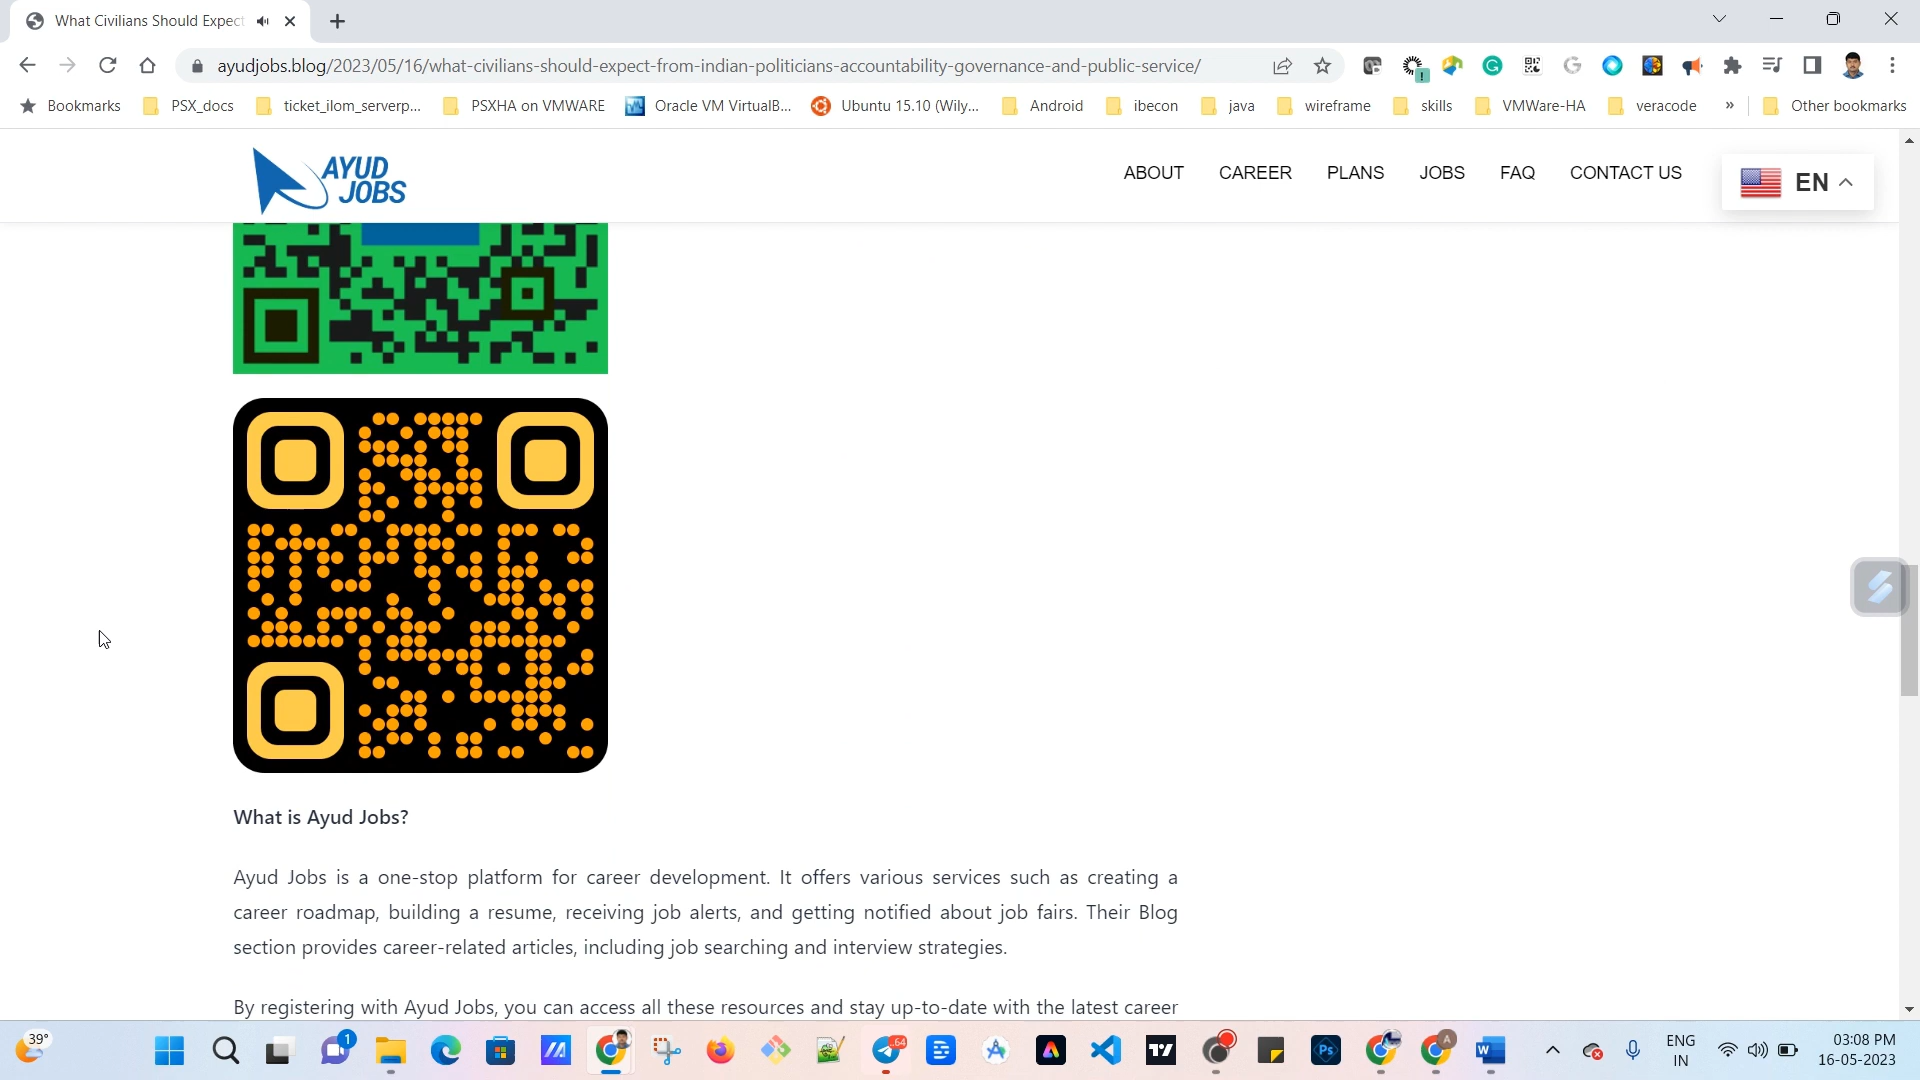 What Civilians Should Expect
ayudjobs.blog/2023/05/16/what-civilians-should-expect-from-indian-politicians-accountability-governance-and-public-service/
Bookmarks PSX_docs ticket_ilom_serverp... PSXHA on VMWARE Oracle VM VirtualB... Ubuntu 15.10 (Wily... Android ibecon java wireframe skills VMWare-HA veracode » Other bookmarks
AYUD
JOBS
ABOUT CAREER PLANS JOBS FAQ CONTACT US EN
What is Ayud Jobs?
Ayud Jobs is a one-stop platform for career development. It offers various services such as creating a
career roadmap, building a resume, receiving job alerts, and getting notified about job fairs. Their Blog
section provides career-related articles, including job searching and interview strategies.
By registering with Ayud Jobs, you can access all these resources and stay up-to-date with the latest career
39°
1
64
Ps
W
A
ENG
IN
03:08 PM
16-05-2023